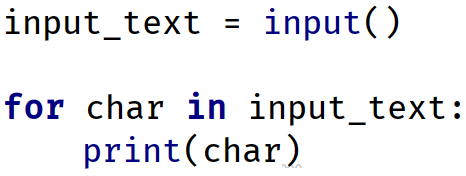 input_text = input()

for char in input_text:
    print(char)